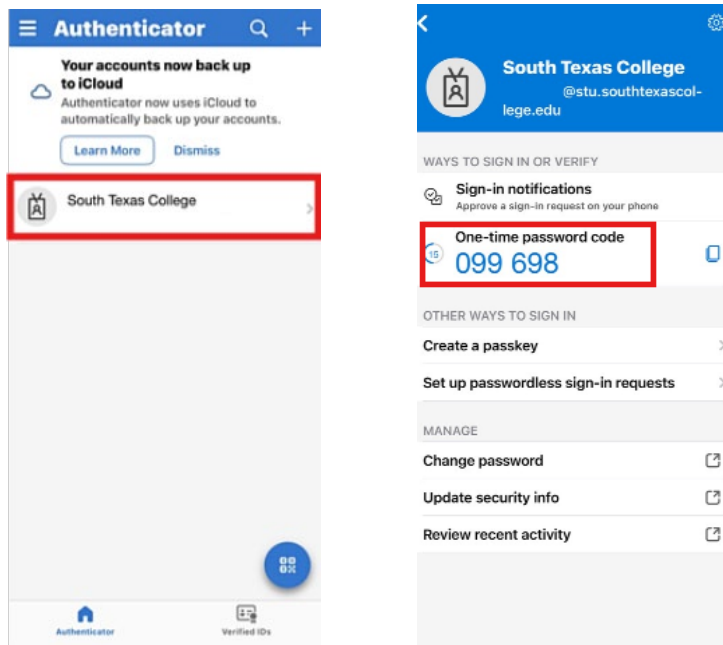 Authenticator
Your accounts now back up
to iCloud
Authenticator now uses iCloud to
automatically back up your accounts.
Learn More Dismiss
South Texas College
Authenticator Verified IDs
South Texas College
@stu.southtexascol-
lege.edu
WAYS TO SIGN IN OR VERIFY
Sign-in notifications
Approve a sign-in request on your phone
One-time password code
15
099 698
OTHER WAYS TO SIGN IN
Create a passkey
Set up passwordless sign-in requests
MANAGE
Change password
Update security info
Review recent activity